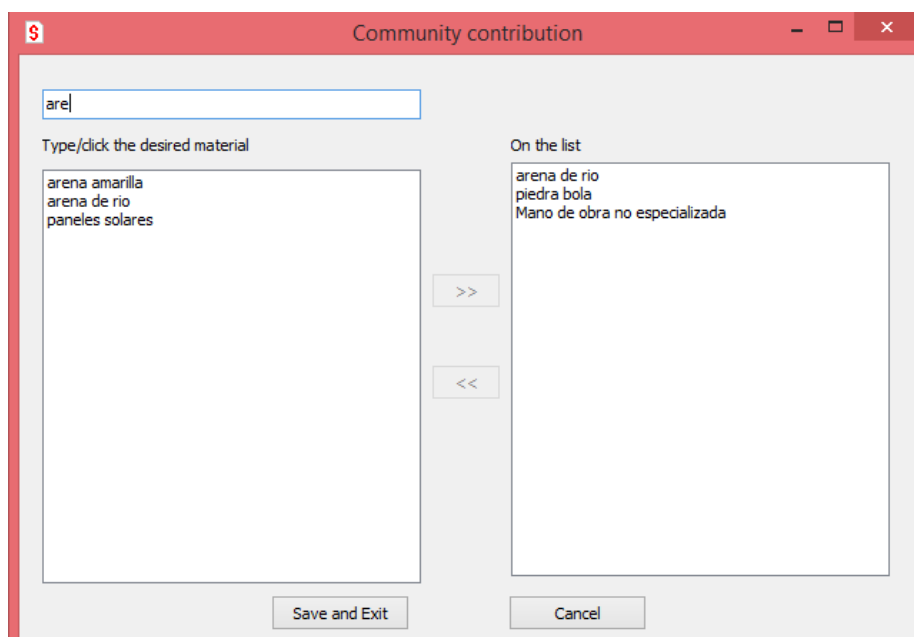 $
Community contribution
are
Type/click the desired material
On the list
arena amarilla
arena de rio
paneles solares
arena de rio
piedra bola
Mano de obra no especializada
>>
<<
Save and Exit
Cancel